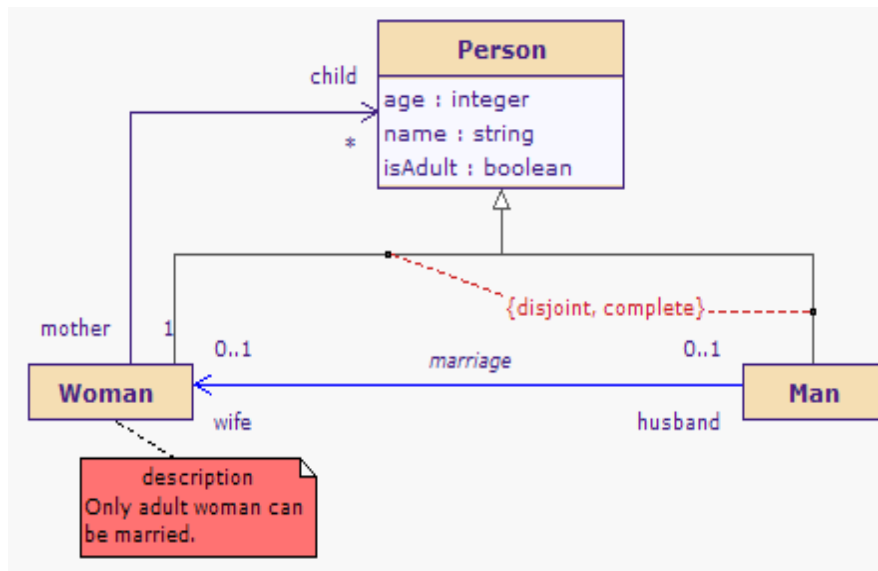 Person
child
age : integer
*
name : string
isAdult : boolean
{disjoint, complete}
mother
1
0..1
marriage
0..1
Woman
Man
wife
husband
description
Only adult woman can
be married.